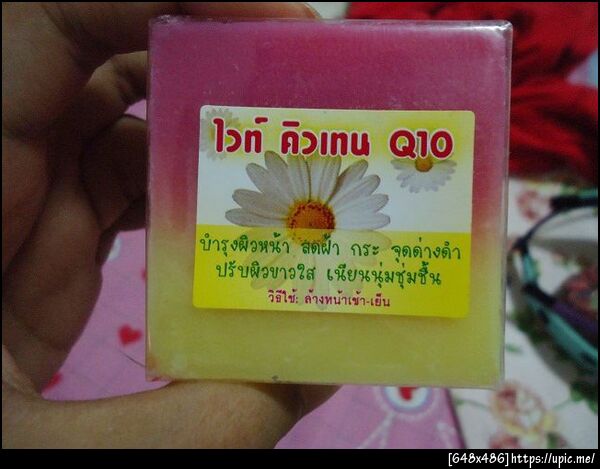 ไวท์ คิวเทน Q10
บำรุงผิวหน้า ลดฝ้า กระ จุดด่างดำ
ปรับผิวขาวใส เนียนนุ่มชุ่มชื้น
วิธีใช้: ล้างหน้าเช้า-เย็น
[648x486]https://upic.me/